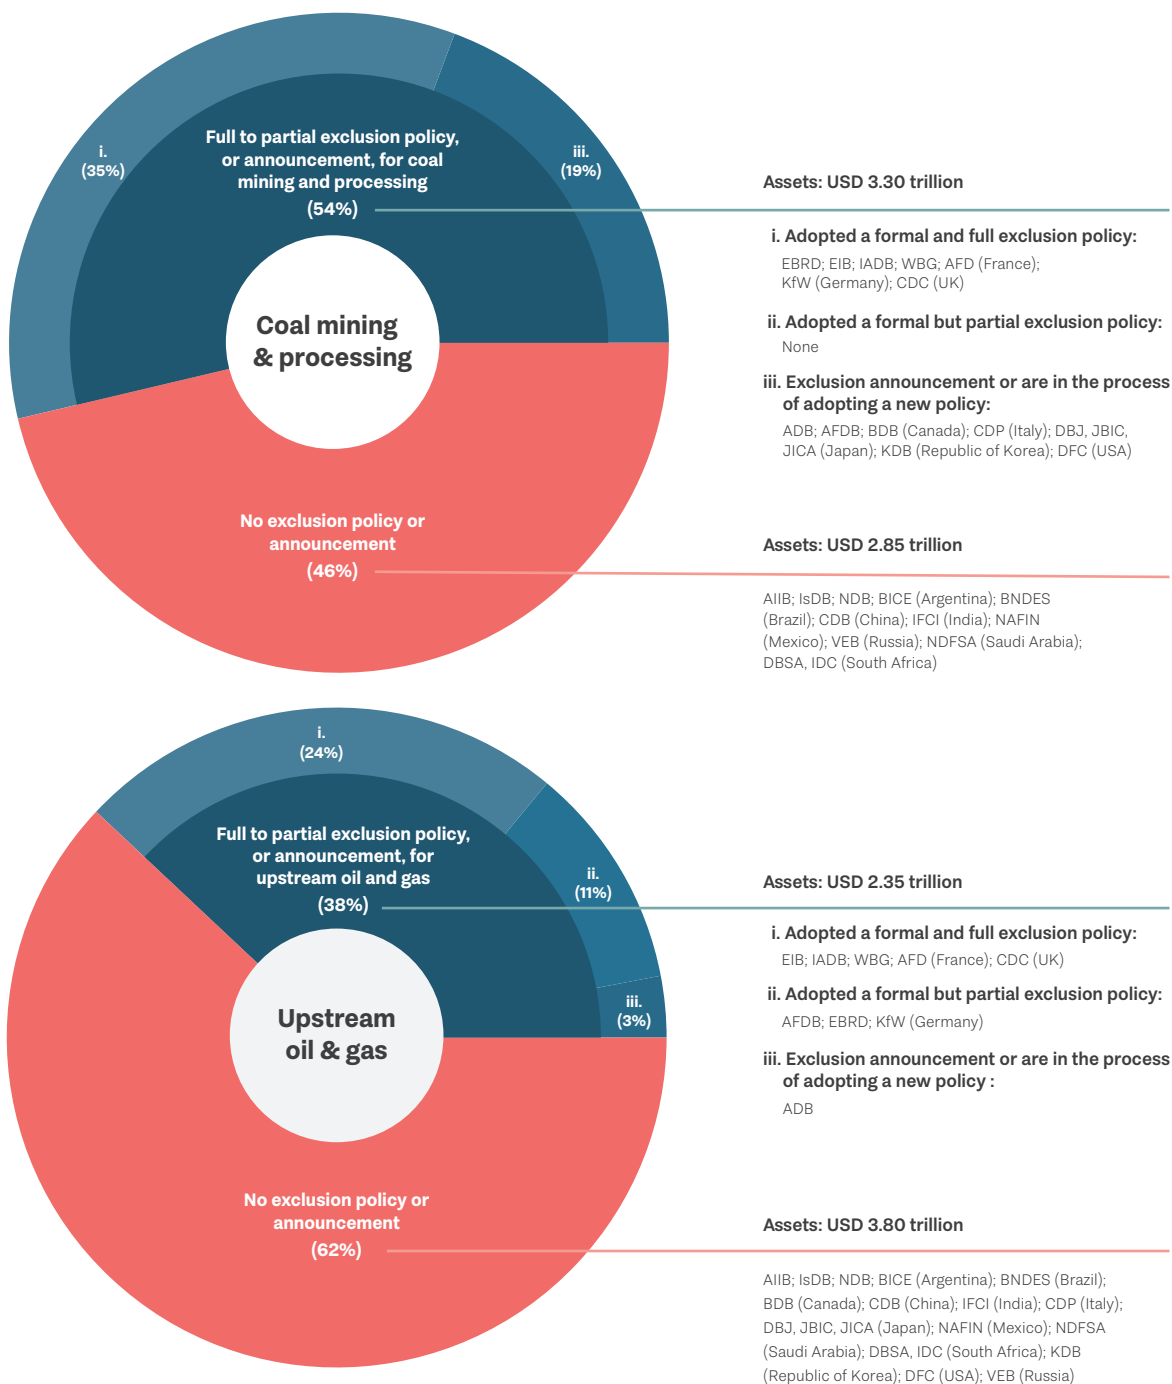 i.
(35%)
Full to partial exclusion policy,
or announcement, for coal
mining and processing
(54%)
iii.
(19%)
Coal mining
& processing
No exclusion policy or
announcement
(46%)
Assets: USD 3.30 trillion
i. Adopted a formal and full exclusion policy:
EBRD; EIB; IADB; WBG; AFD (France);
KfW (Germany); CDC (UK)
ii. Adopted a formal but partial exclusion policy:
None
iii. Exclusion announcement or are in the process
of adopting a new policy:
ADB; AFDB; BDB (Canada); CDP (Italy); DBJ, JBIC,
JICA (Japan); KDB (Republic of Korea); DFC (USA)
Assets: USD 2.85 trillion
AIIB; IsDB; NDB; BICE (Argentina); BNDES
(Brazil); CDB (China); IFCI (India); NAFIN
(Mexico); VEB (Russia); NDFSA (Saudi Arabia);
DBSA, IDC (South Africa)
i.
(24%)
Full to partial exclusion policy,
or announcement, for
upstream oil and gas
(38%)
ii.
(11%)
iii.
(3%)
Upstream
oil & gas
No exclusion policy or
announcement
(62%)
Assets: USD 2.35 trillion
i. Adopted a formal and full exclusion policy:
EIB; IADB; WBG; AFD (France); CDC (UK)
ii. Adopted a formal but partial exclusion policy:
AFDB; EBRD; KfW (Germany)
iii. Exclusion announcement or are in the process
of adopting a new policy :
ADB
Assets: USD 3.80 trillion
AIIB; IsDB; NDB; BICE (Argentina); BNDES (Brazil);
BDB (Canada); CDB (China); IFCI (India); CDP (Italy);
DBJ, JBIC, JICA (Japan); NAFIN (Mexico); NDFSA
(Saudi Arabia); DBSA, IDC (South Africa); KDB
(Republic of Korea); DFC (USA); VEB (Russia)